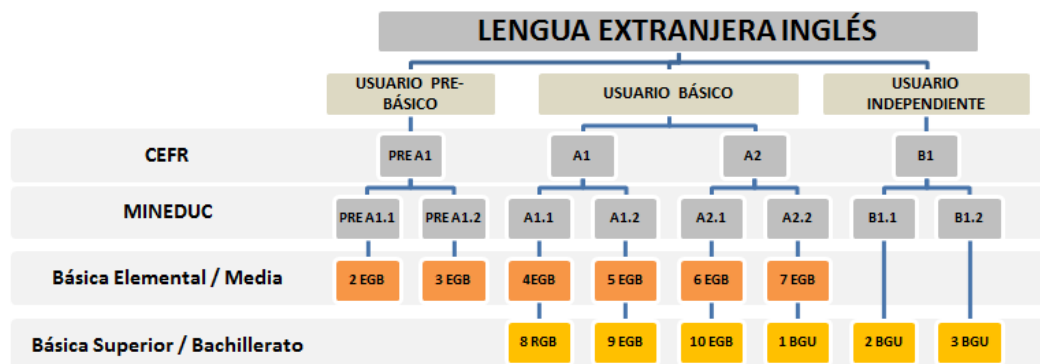 LENGUA EXTRANJERA INGLÉS
USUARIO PRE-
BÁSICO
USUARIO BÁSICO
USUARIO
INDEPENDIENTE
CEFR
PRE A1
A1
A2
B1
MINEDUC
PRE A1.1
PRE A1.2
A1.1
A1.2
A2.1
A2.2
B1.1
B1.2
Básica Elemental / Media
2 EGB
3 EGB
4EGB
5 EGB
6 EGB
7 EGB
Básica Superior / Bachillerato
8 RGB
9 EGB
10 EGB
1 BGU
2 BGU
3 BGU